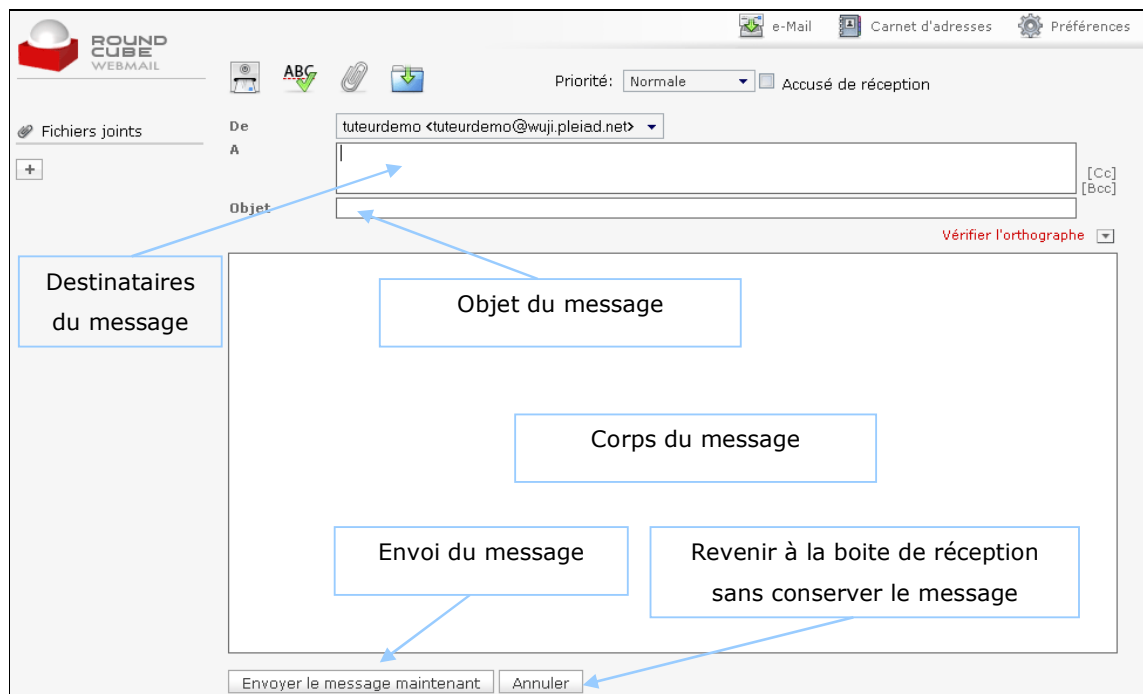 e-Mail Carnet d'adresses Préférences
ROUND
CUBE
WEBMAIL
ABC
Priorité: Normale Accusé de réception
Fichiers joints
De tuteurdemo <tuteurdemo@wuji.pleiad.net>
A
+
[Cc]
[Bcc]
Objet
Vérifier l'orthographe
Destinataires
du message
Objet du message
Corps du message
Envoi du message
Revenir à la boite de réception
sans conserver le message
Envoyer le message maintenant Annuler